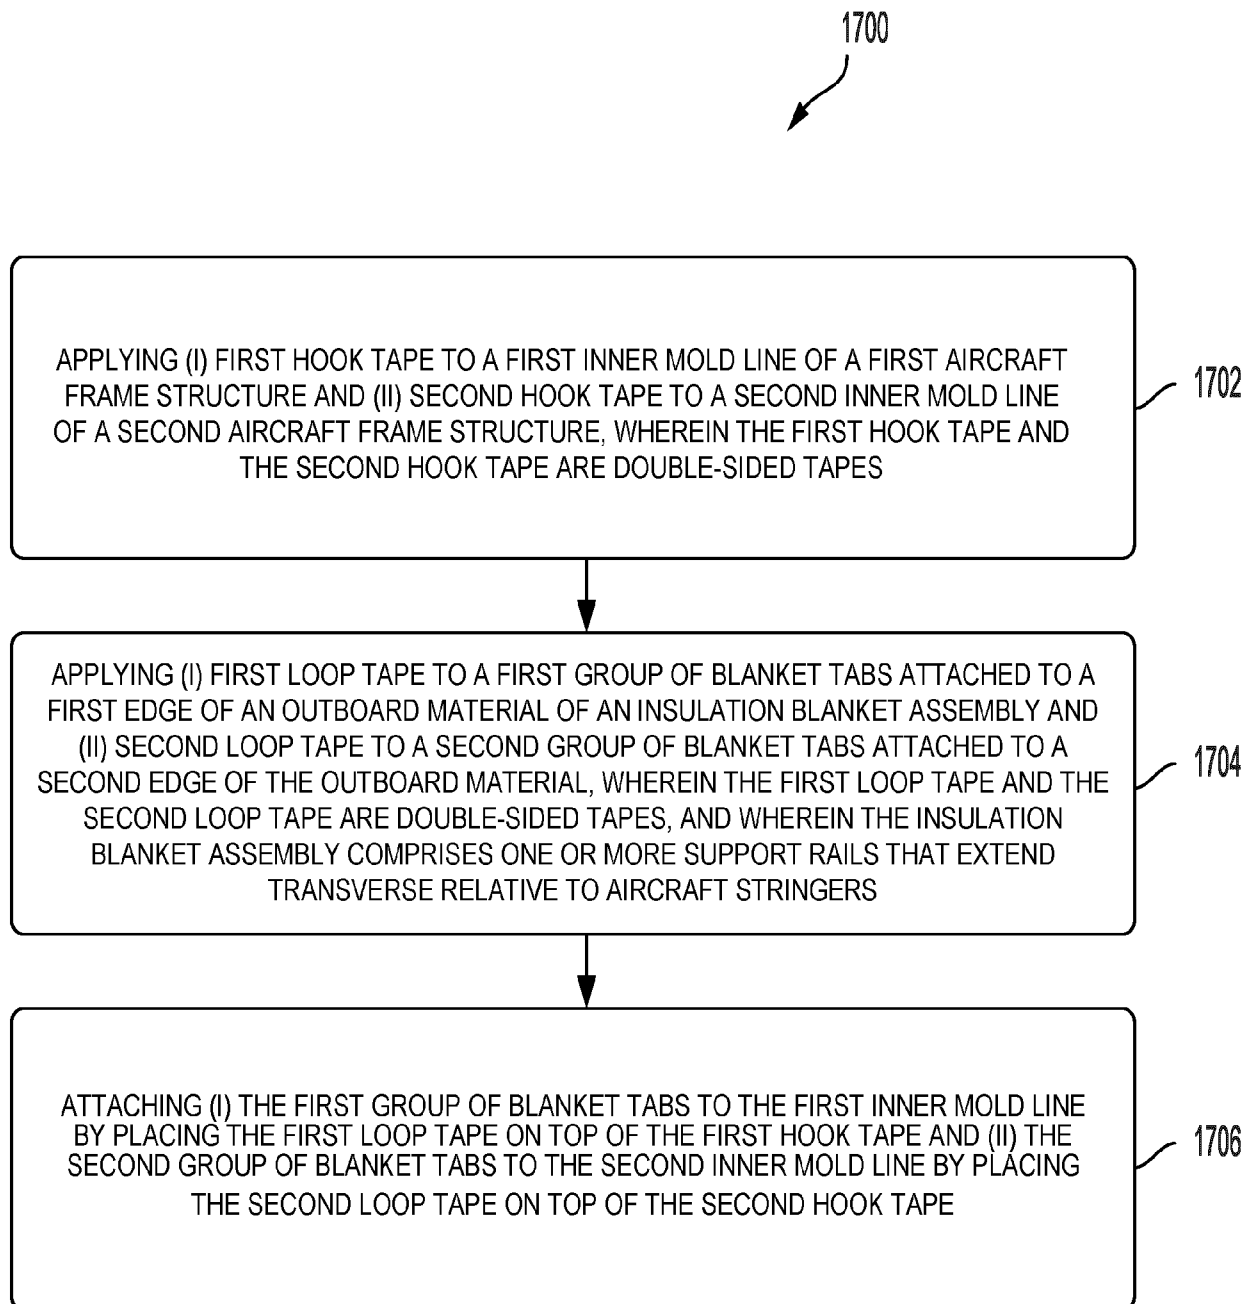 1700
APPLYING (I) FIRST HOOK TAPE TO A FIRST INNER MOLD LINE OF A FIRST AIRCRAFT
FRAME STRUCTURE AND (II) SECOND HOOK TAPE TO A SECOND INNER MOLD LINE
OF A SECOND AIRCRAFT FRAME STRUCTURE, WHEREIN THE FIRST HOOK TAPE AND
THE SECOND HOOK TAPE ARE DOUBLE-SIDED TAPES
1702
APPLYING (I) FIRST LOOP TAPE TO A FIRST GROUP OF BLANKET TABS ATTACHED TO A
FIRST EDGE OF AN OUTBOARD MATERIAL OF AN INSULATION BLANKET ASSEMBLY AND
(II) SECOND LOOP TAPE TO A SECOND GROUP OF BLANKET TABS ATTACHED TO A
SECOND EDGE OF THE OUTBOARD MATERIAL, WHEREIN THE FIRST LOOP TAPE AND THE
SECOND LOOP TAPE ARE DOUBLE-SIDED TAPES, AND WHEREIN THE INSULATION
BLANKET ASSEMBLY COMPRISES ONE OR MORE SUPPORT RAILS THAT EXTEND
TRANSVERSE RELATIVE TO AIRCRAFT STRINGERS
1704
ATTACHING (I) THE FIRST GROUP OF BLANKET TABS TO THE FIRST INNER MOLD LINE
BY PLACING THE FIRST LOOP TAPE ON TOP OF THE FIRST HOOK TAPE AND (II) THE
SECOND GROUP OF BLANKET TABS TO THE SECOND INNER MOLD LINE BY PLACING
THE SECOND LOOP TAPE ON TOP OF THE SECOND HOOK TAPE
1706